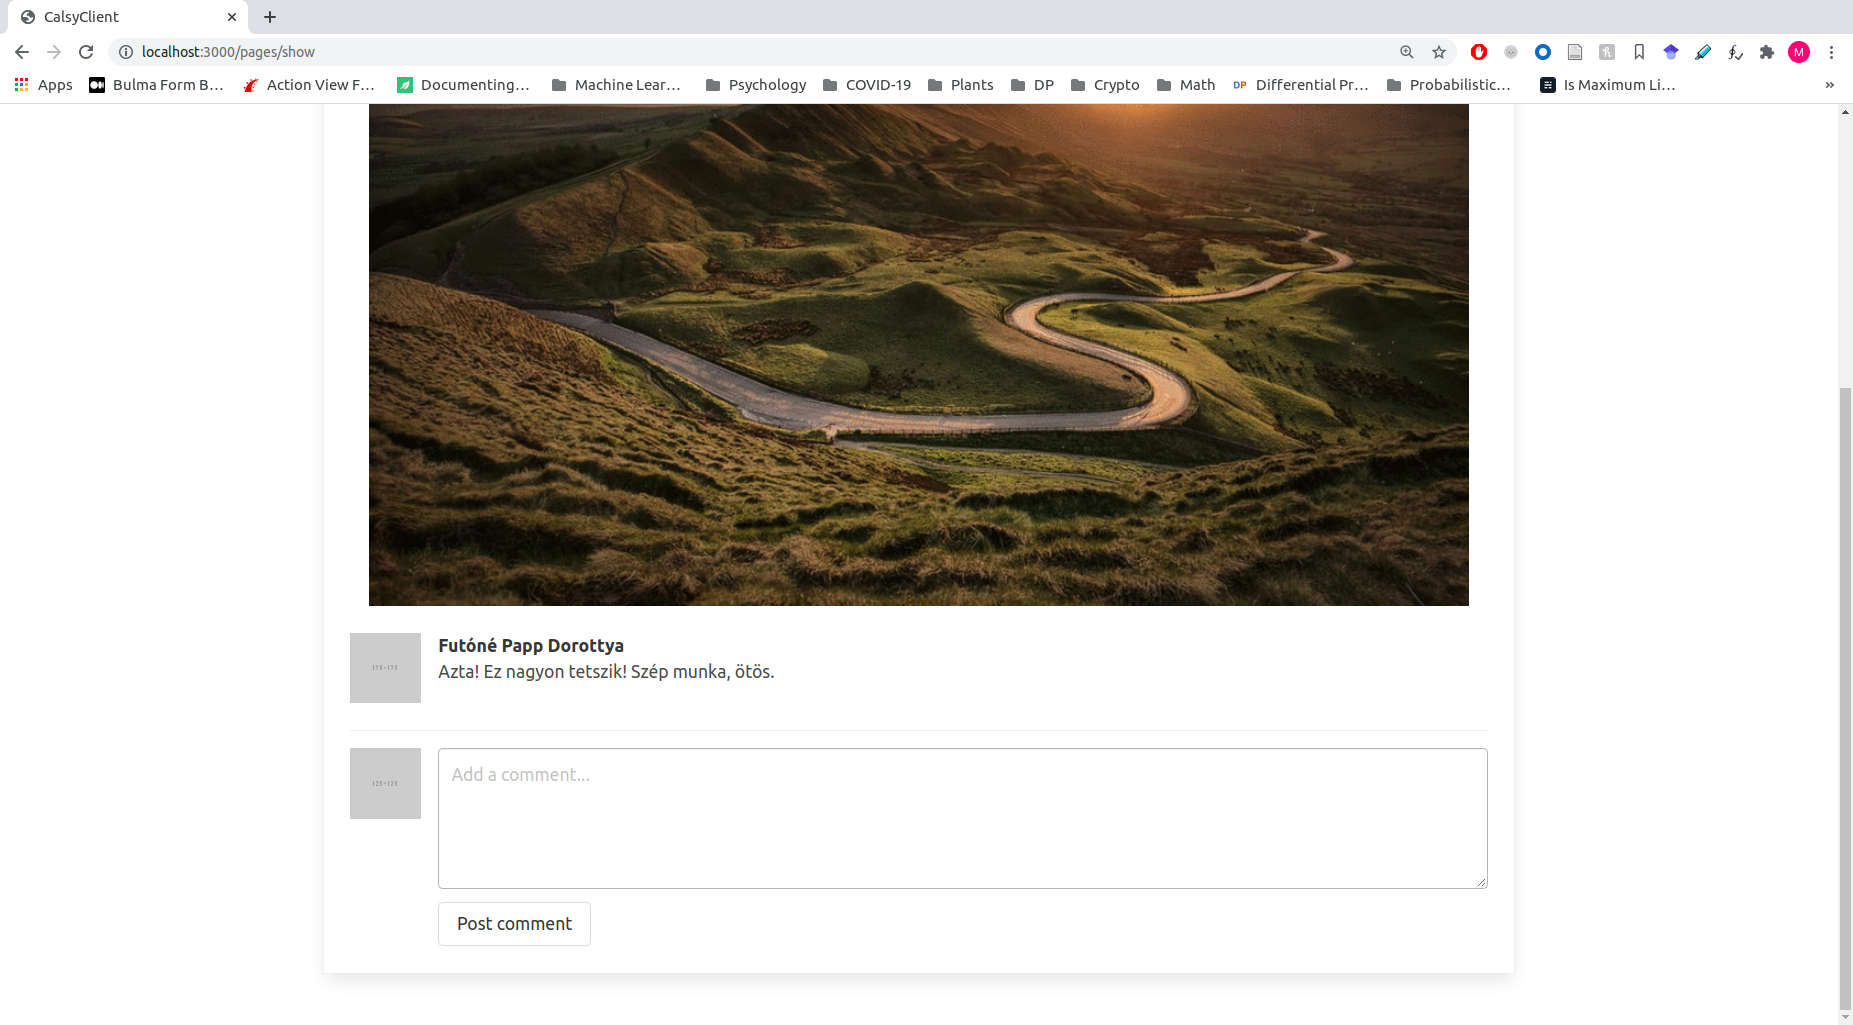 CalsyClient
localhost:3000/pages/show
M
Apps
Bulma Form B...
Action View F...
Documenting...
Machine Lear...
Psychology
COVID-19
Plants
DP
Crypto
Math
DP Differential Pr...
Probabilistic...
Is Maximum Li...
»
Futóné Papp Dorottya
Azta! Ez nagyon tetszik! Szép munka, ötös.
Add a comment...
Post comment